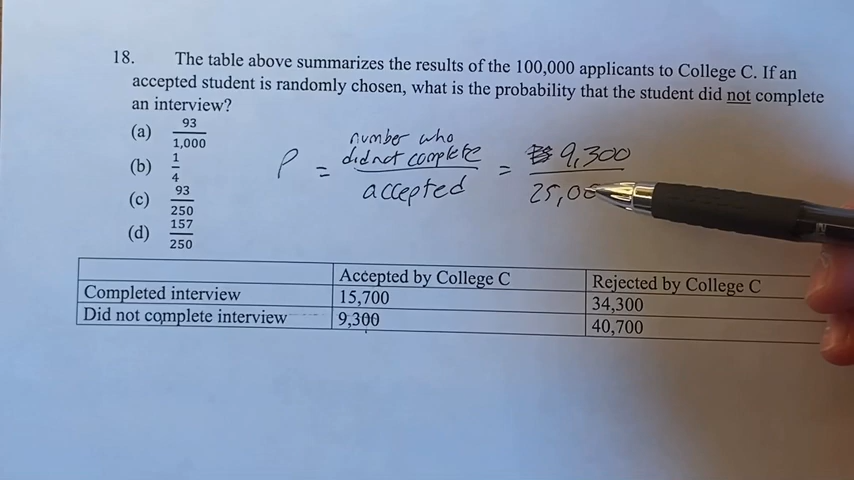 18. The table above summarizes the results of the 100,000 applicants to College C. If an
accepted student is randomly chosen, what is the probability that the student did not complete
an interview?
(a) 93/1,000
(b) 1/4
(c) 93/250
(d) 157/250
P = number who did not complete / accepted = 9,300 / 25,00
Accepted by College C Rejected by College C
Completed interview 15,700 34,300
Did not complete interview 9,300 40,700